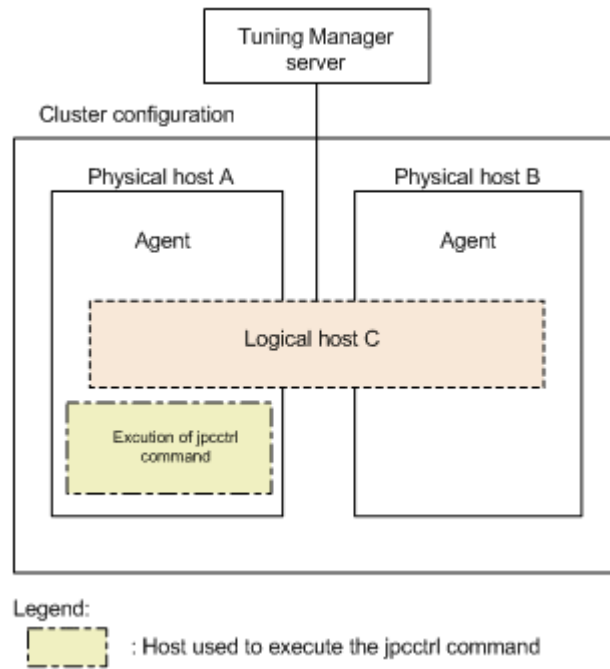 Tuning Manager
server
Cluster configuration
Physical host A
Physical host B
Agent
Agent
Logical host C
Excution of jpcctrl
command
Legend:
: Host used to execute the jpcctrl command